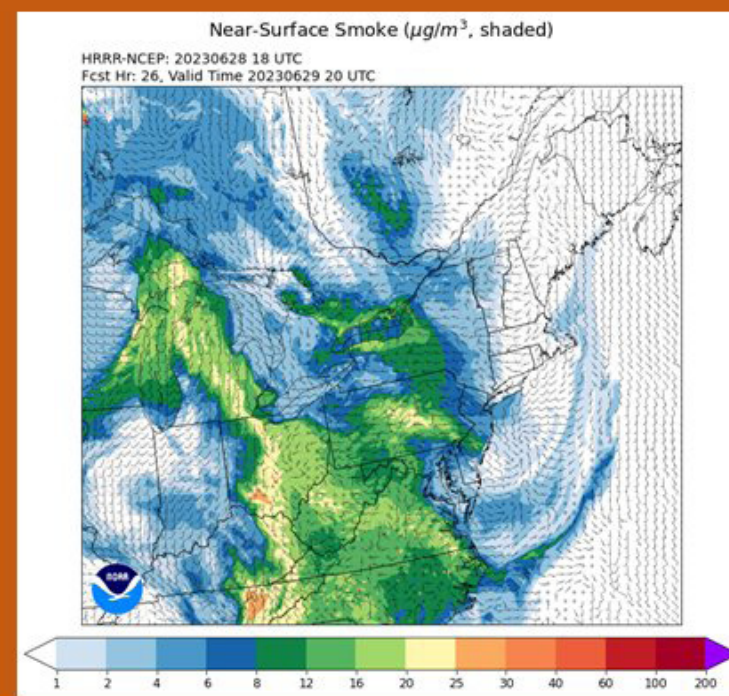 Near-Surface Smoke (μg/m³, shaded)
HRRR-NCEP: 20230628 18 UTC
Fcst Hr: 26, Valid Time 20230629 20 UTC
NOAA
1 2 4 6 8 12 16 20 25 30 40 60 100 200